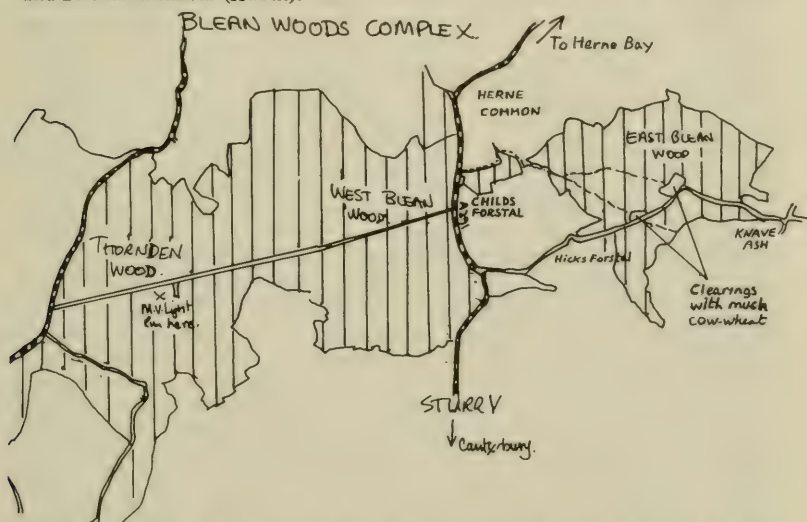 BLEAN WOODS COMPLEX.
To Herne Bay
HERNE
COMMON
EAST BLEAN
WOOD
WEST BLEAN
WOOD
CHILDS
FORSTAL
THORNDEN
WOOD.
Hicks Forstal
KNAVE
ASH
X
M.V. Light
run here.
Clearings
with much
cow-wheat
STURRY
Canterbury.